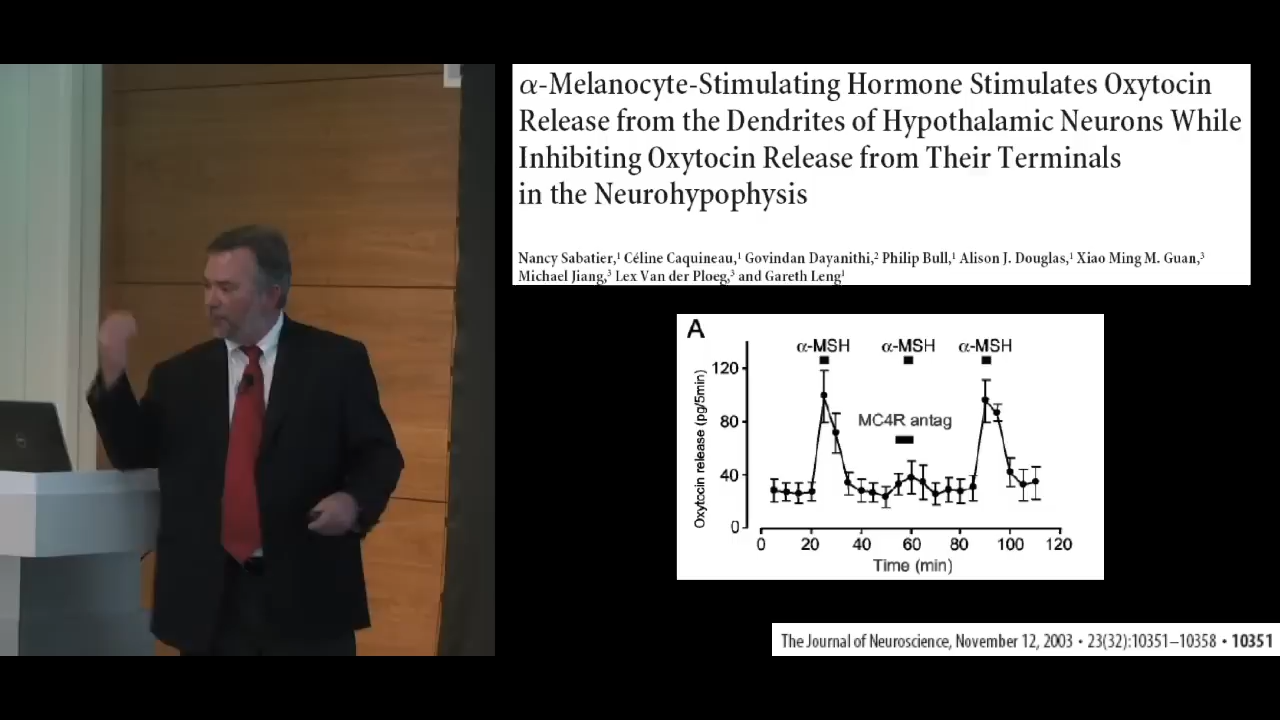 α-Melanocyte-Stimulating Hormone Stimulates Oxytocin
Release from the Dendrites of Hypothalamic Neurons While
Inhibiting Oxytocin Release from Their Terminals
in the Neurohypophysis
Nancy Sabatier,¹ Céline Caquineau,¹ Govindan Dayanithi,² Philip Bull,¹ Alison J. Douglas,¹ Xiao Ming M. Guan,³
Michael Jiang,³ Lex Van der Ploeg,³ and Gareth Leng¹
A
α-MSH α-MSH α-MSH
MC4R antag
Oxytocin release (pg/5min)
120
80
40
0
0 20 40 60 80 100 120
Time (min)
The Journal of Neuroscience, November 12, 2003 • 23(32):10351–10358 • 10351